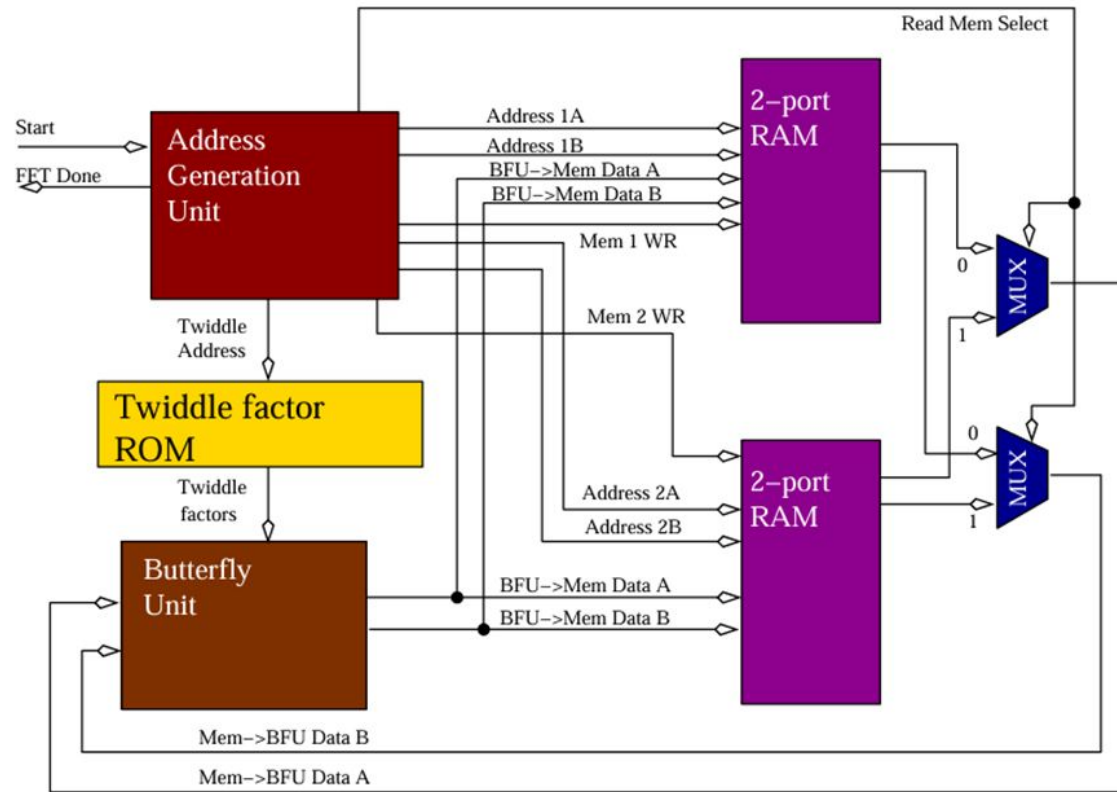 Read Mem Select
Start
FFT Done
Address
Generation
Unit
Address 1A
Address 1B
BFU->Mem Data A
BFU->Mem Data B
Mem 1 WR
2-port
RAM
0
1
MUX
Mem 2 WR
Twiddle
Address
Twiddle factor
ROM
Twiddle
factors
Address 2A
Address 2B
2-port
RAM
0
1
MUX
Butterfly
Unit
BFU->Mem Data A
BFU->Mem Data B
Mem->BFU Data B
Mem->BFU Data A